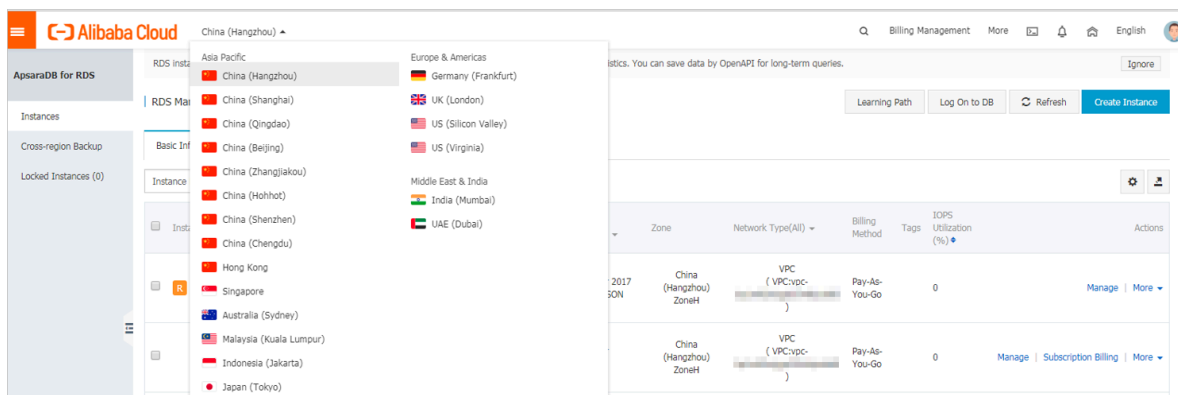 Alibaba Cloud
China (Hangzhou)
Billing Management
More
English
ApsaraDB for RDS
Instances
Cross-region Backup
Locked Instances (0)
RDS insta
istics. You can save data by OpenAPI for long-term queries.
Ignore
RDS Ma
Learning Path
Log On to DB
Refresh
Create Instance
Basic Inf
Instance
Asia Pacific
China (Hangzhou)
China (Shanghai)
China (Qingdao)
China (Beijing)
China (Zhangjiakou)
China (Hohhot)
China (Shenzhen)
China (Chengdu)
Hong Kong
Singapore
Australia (Sydney)
Malaysia (Kuala Lumpur)
Indonesia (Jakarta)
Japan (Tokyo)
Europe & Americas
Germany (Frankfurt)
UK (London)
US (Silicon Valley)
US (Virginia)
Middle East & India
India (Mumbai)
UAE (Dubai)
Insta
Zone
Network Type(All)
Billing
Method
Tags
IOPS
Utilization
(%)
Actions
R
2017
SON
China
(Hangzhou)
ZoneH
VPC
( VPC:vpc-
)
Pay-As-
You-Go
0
Manage | More
China
(Hangzhou)
ZoneH
VPC
( VPC:vpc-
)
Pay-As-
You-Go
0
Manage | Subscription Billing | More